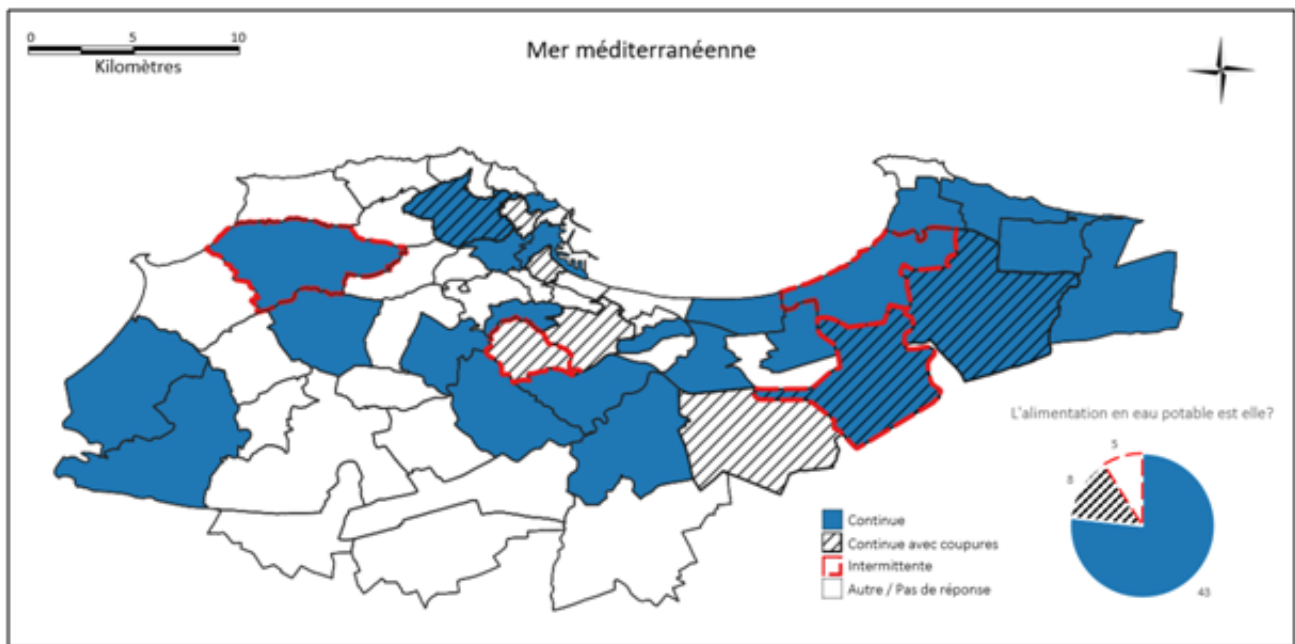 0 5 10
Kilomètres
Mer méditerranéenne
L'alimentation en eau potable est elle?
5
8
43
Continue
Continue avec coupures
Intermittente
Autre / Pas de réponse